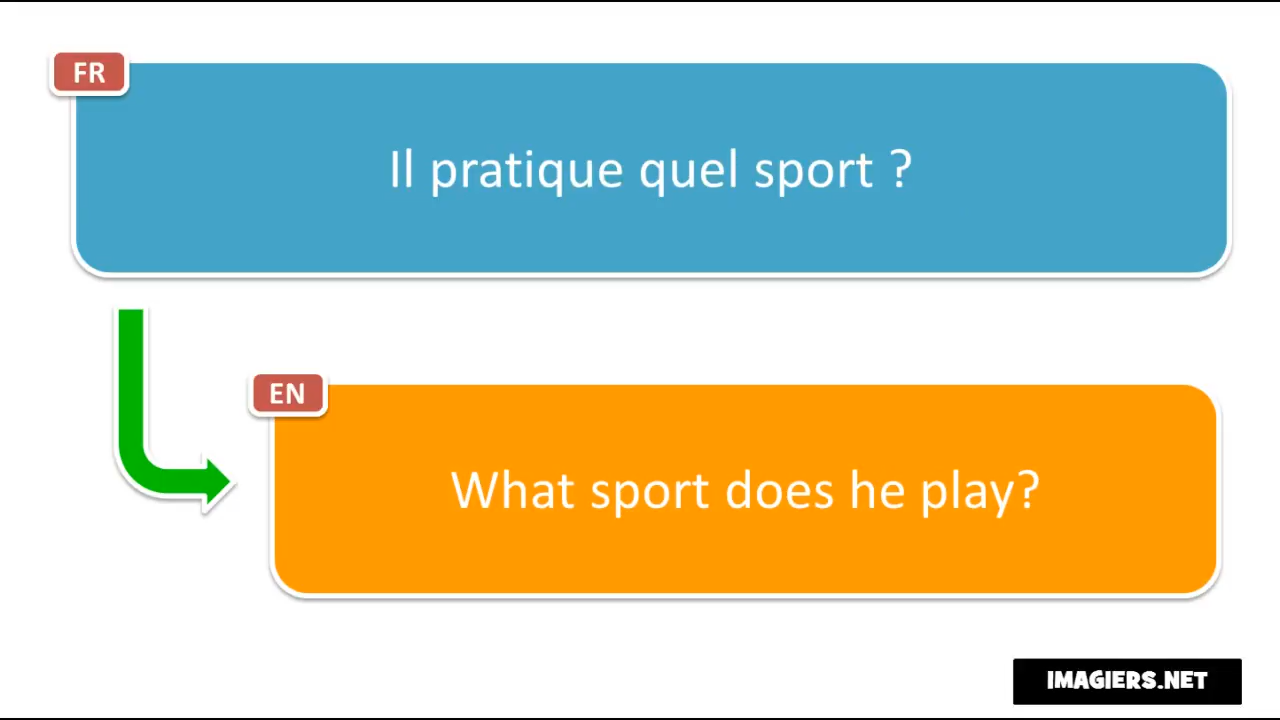 FR
Il pratique quel sport ?
EN
What sport does he play?
IMAGIERS.NET